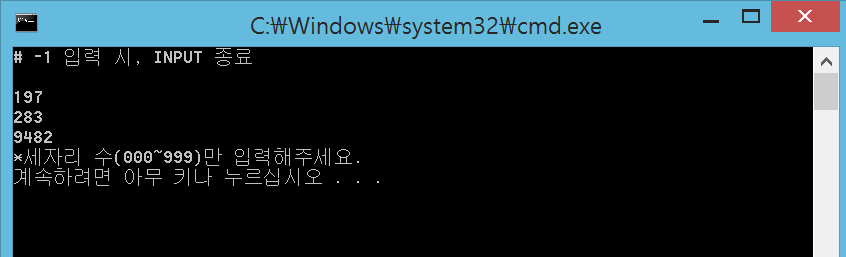 C:₩Windows₩system32₩cmd.exe
# -1 입력 시, INPUT 종료
197
283
9482
*세자리 수(000~999)만 입력해주세요.
계속하려면 아무 키나 누르십시오 . . .